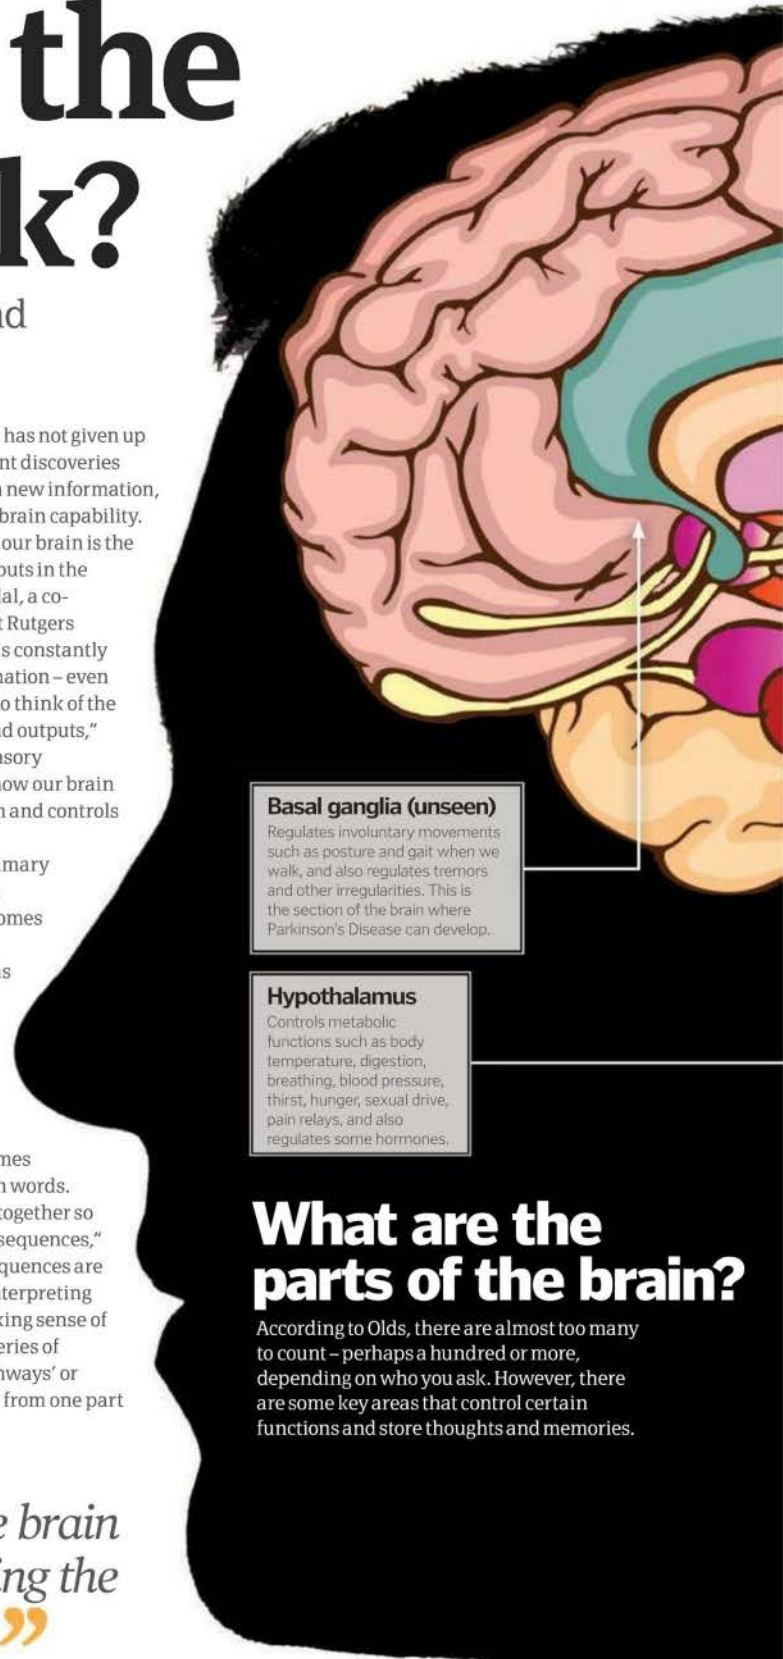 the
k?
nd
has not given up
nt discoveries
new information,
brain capability.
our brain is the
puts in the
al, a co-
t Rutgers
s constantly
mation – even
o think of the
d outputs,"
nsory
how our brain
n and controls
mary
omes
as
mes
n words.
together so
sequences,"
quences are
nterpreting
king sense of
eries of
hways' or
from one part
e brain
ing the
”
Basal ganglia (unseen)
Regulates involuntary movements
such as posture and gait when we
walk, and also regulates tremors
and other irregularities. This is
the section of the brain where
Parkinson's Disease can develop.
Hypothalamus
Controls metabolic
functions such as body
temperature, digestion,
breathing, blood pressure,
thirst, hunger, sexual drive,
pain relays, and also
regulates some hormones.
What are the
parts of the brain?
According to Olds, there are almost too many
to count – perhaps a hundred or more,
depending on who you ask. However, there
are some key areas that control certain
functions and store thoughts and memories.